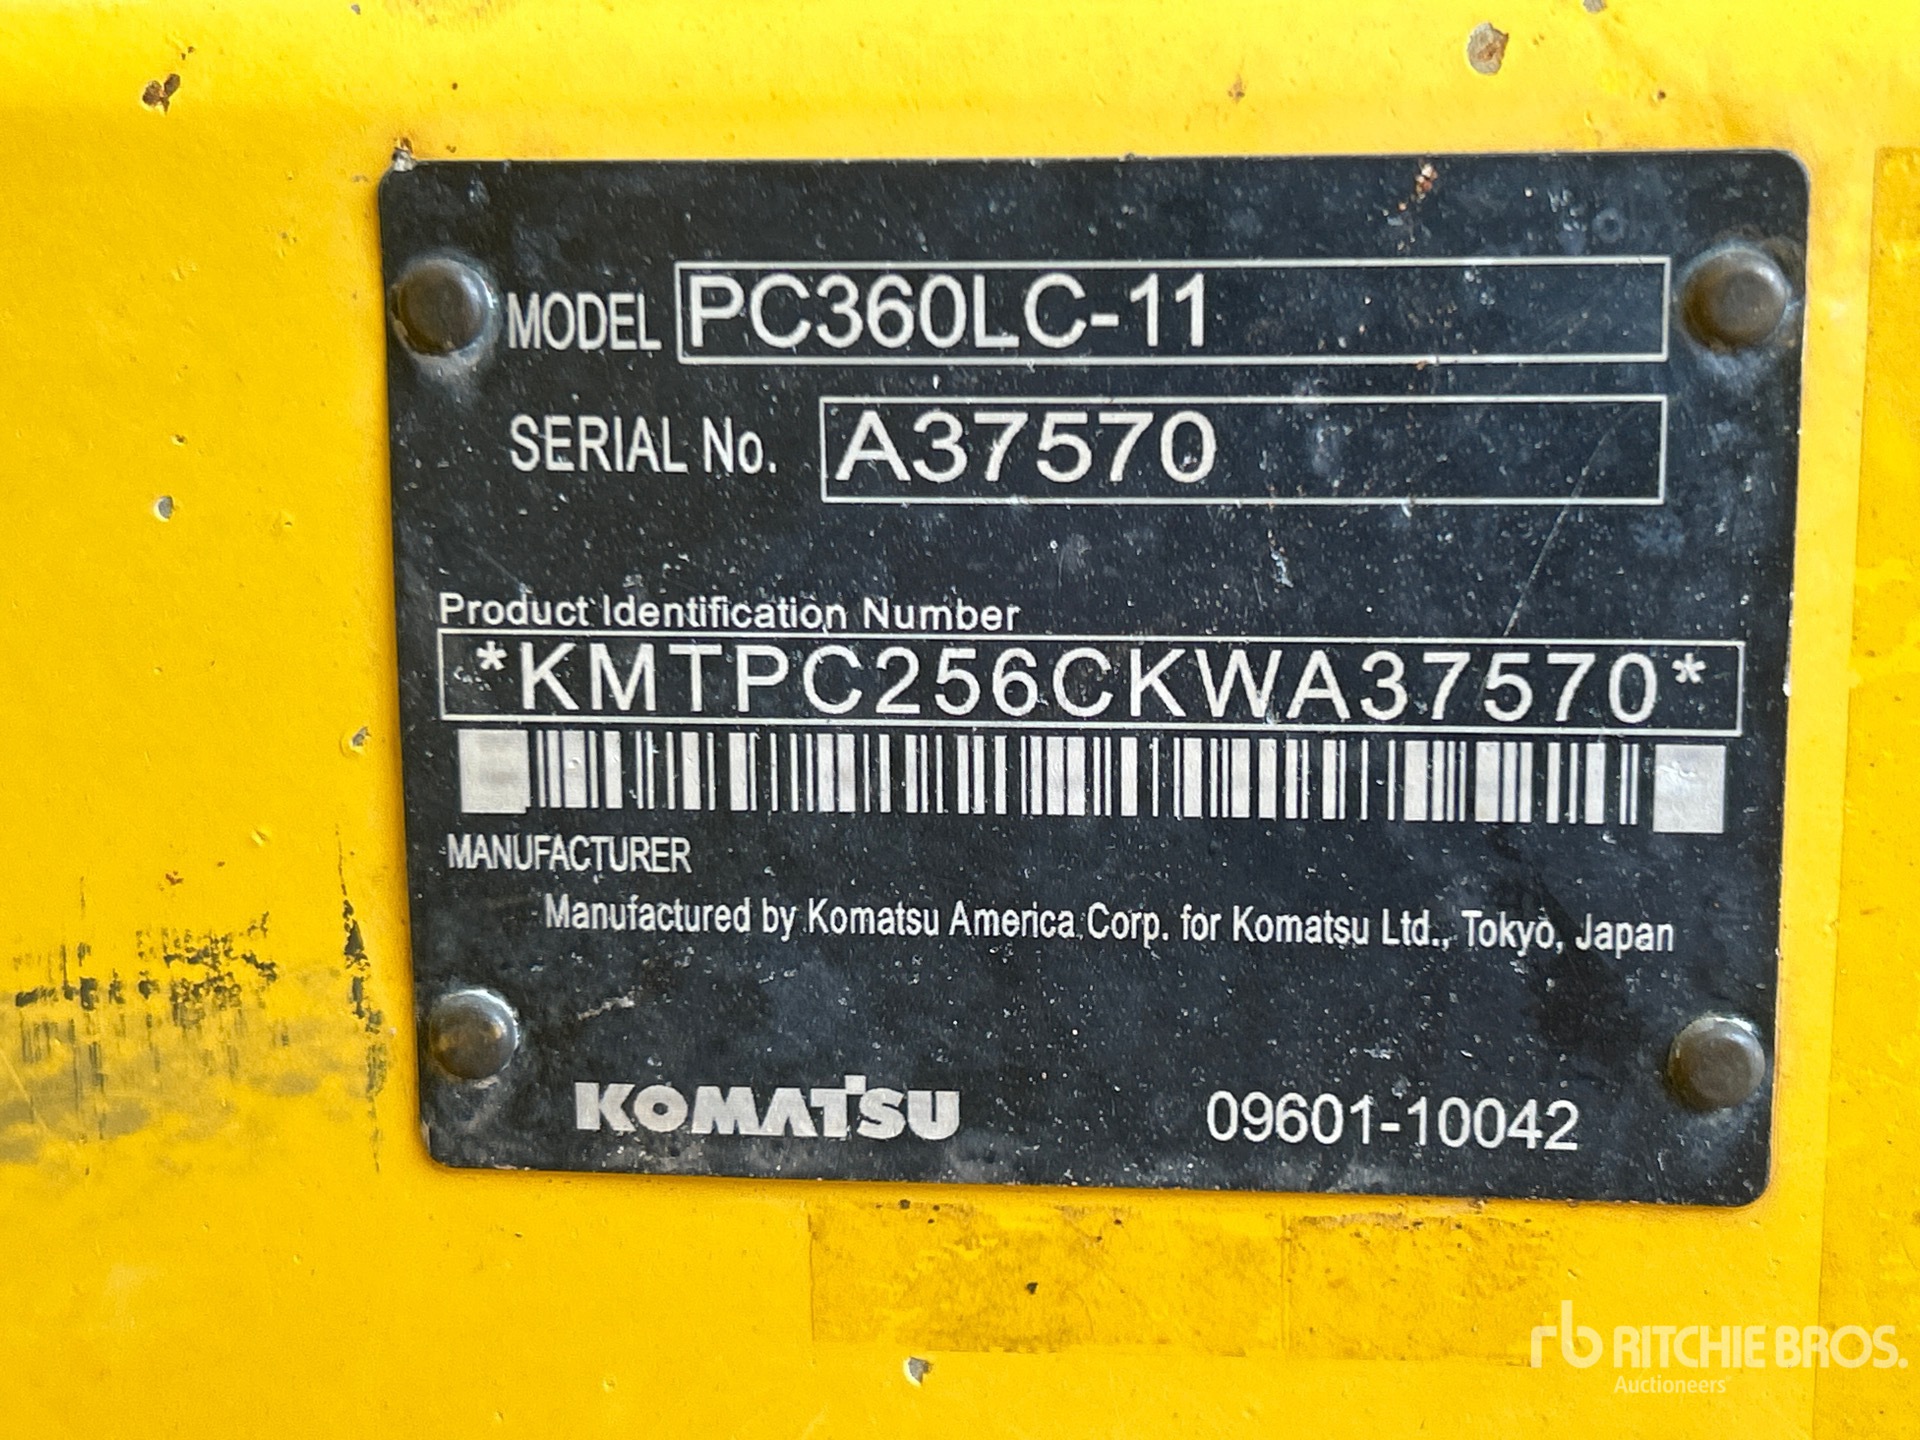 MODEL PC360LC-11
SERIAL No. A37570
Product Identification Number
*KMTPC256CKWA37570*
MANUFACTURER
Manufactured by Komatsu America Corp. for Komatsu Ltd., Tokyo, Japan
KOMATSU 09601-10042
rb RITCHIE BROS.
Auctioneers